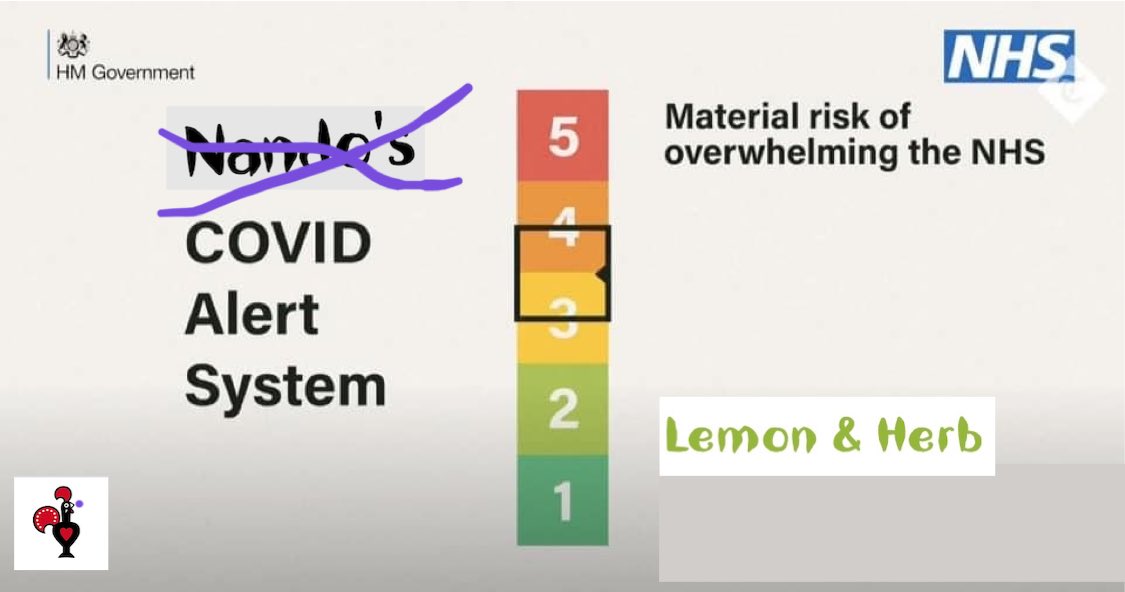 HM Government
NHS
Nando's
COVID
Alert
System
5
4
3
2
1
Material risk of
overwhelming the NHS
Lemon & Herb